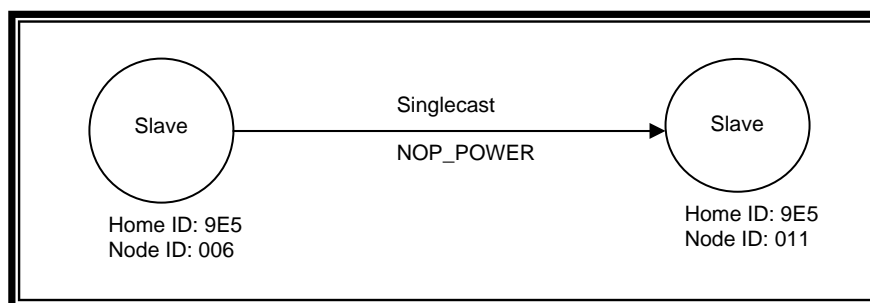 Slave
Singlecast
NOP_POWER
Slave
Home ID: 9E5
Node ID: 006
Home ID: 9E5
Node ID: 011